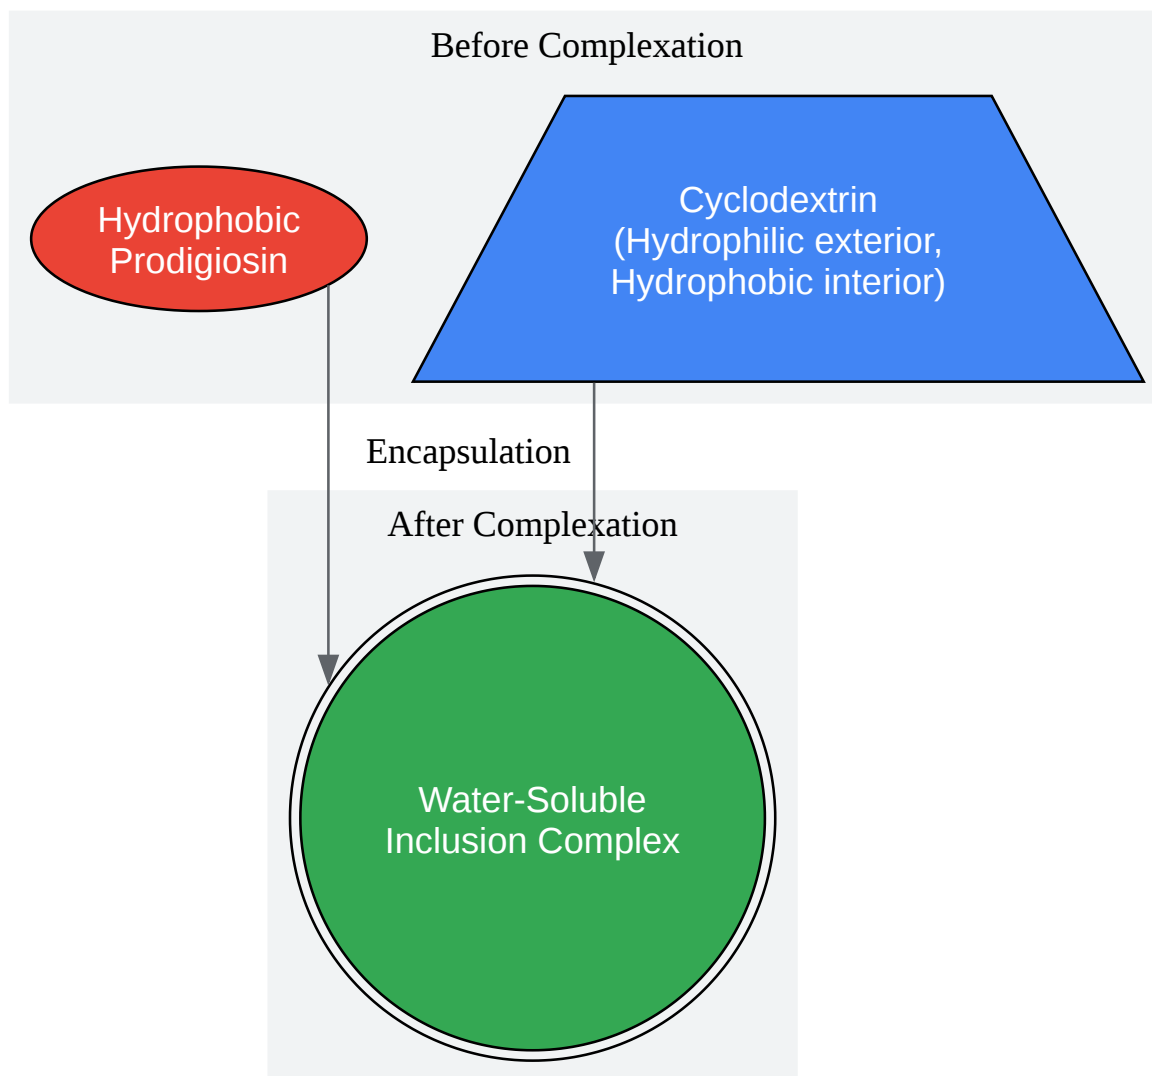 Before Complexation
Hydrophobic
Prodigiosin
Cyclodextrin
(Hydrophilic exterior,
Hydrophobic interior)
Encapsulation
After Complexation
Water-Soluble
Inclusion Complex